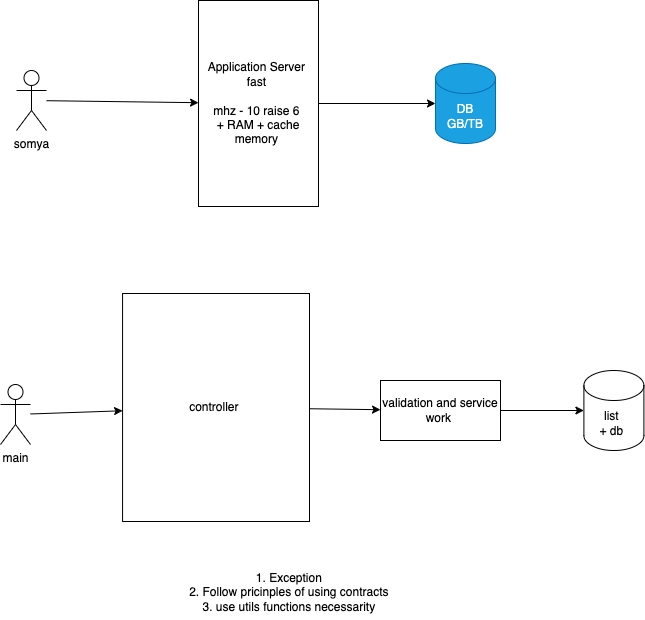 Application Server
fast
mhz - 10 raise 6
+ RAM + cache
memory
DB
GB/TB
somya
controller
validation and service
work
list
+ db
main
1. Exception
2. Follow pricinples of using contracts
3. use utils functions necessarity